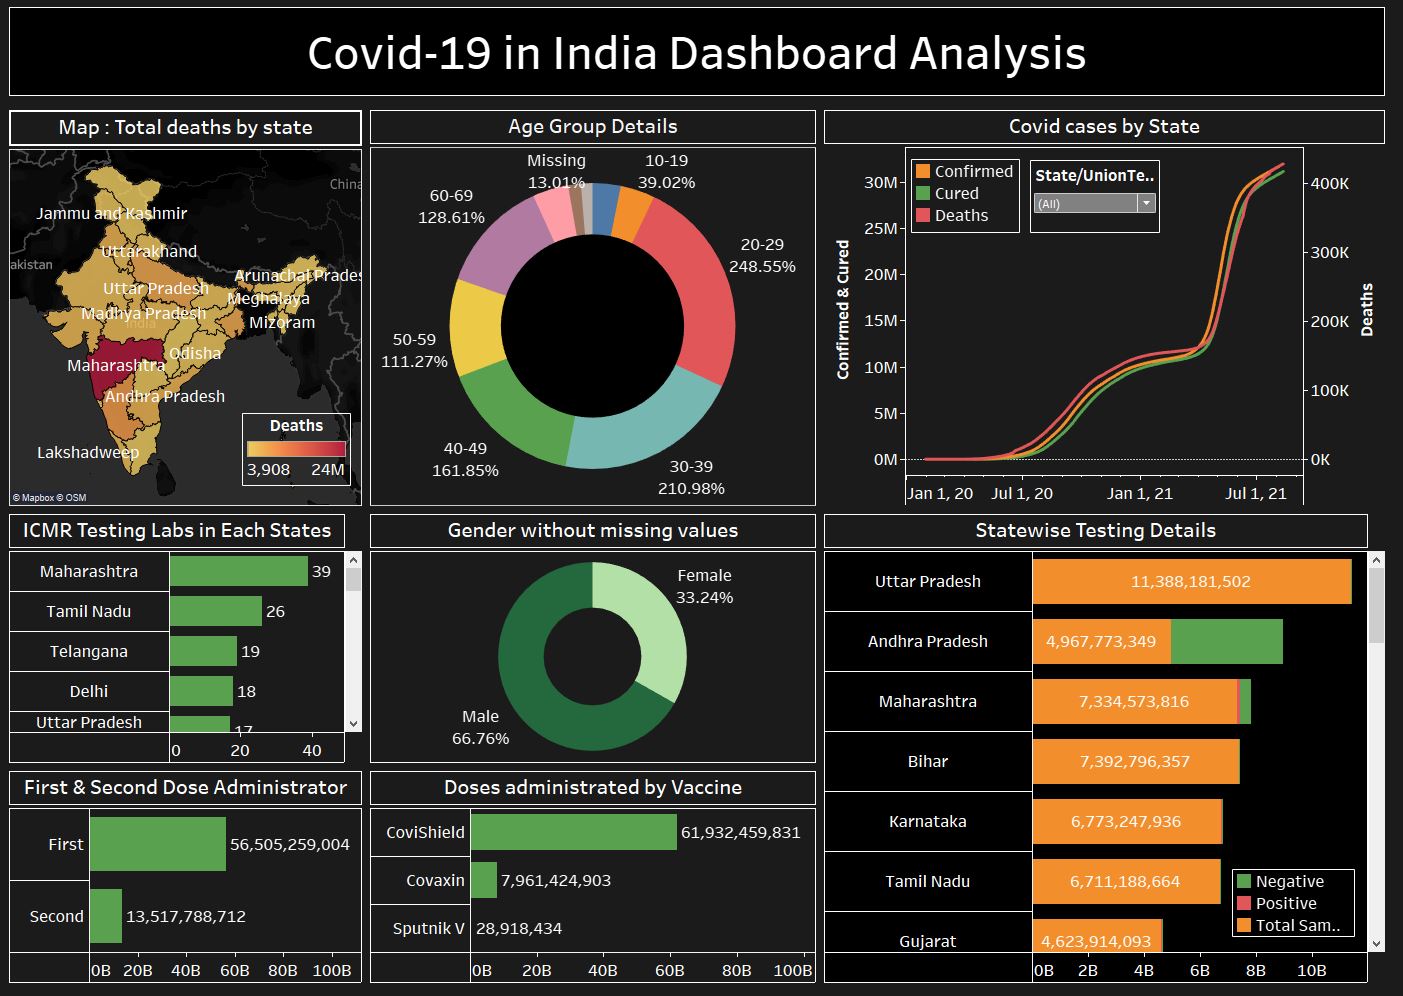 Covid-19 in India Dashboard Analysis
Map : Total deaths by state
China
Jammu and Kashmir
akistan
Uttarakhand
Arunachal Prades
Uttar Pradesh
Meghalaya
Madhya Pradesh
India
Mizoram
Odisha
Maharashtra
Andhra Pradesh
Lakshadweep
Deaths
3,908 24M
© Mapbox © OSM
Age Group Details
Missing
13.01%
10-19
39.02%
60-69
128.61%
20-29
248.55%
50-59
111.27%
40-49
161.85%
30-39
210.98%
Covid cases by State
Confirmed
Cured
Deaths
State/UnionTe..
(All)
Confirmed & Cured
30M
25M
20M
15M
10M
5M
0M
400K
300K
200K
100K
0K
Deaths
Jan 1, 20 Jul 1, 20 Jan 1, 21 Jul 1, 21
ICMR Testing Labs in Each States
Maharashtra 39
Tamil Nadu 26
Telangana 19
Delhi 18
Uttar Pradesh 17
0 20 40
Gender without missing values
Female
33.24%
Male
66.76%
Statewise Testing Details
Uttar Pradesh 11,388,181,502
Andhra Pradesh 4,967,773,349
Maharashtra 7,334,573,816
Bihar 7,392,796,357
Karnataka 6,773,247,936
Tamil Nadu 6,711,188,664
Gujarat 4,623,914,093
Negative
Positive
Total Sam..
0B 2B 4B 6B 8B 10B
First & Second Dose Administrator
First 56,505,259,004
Second 13,517,788,712
0B 20B 40B 60B 80B 100B
Doses administrated by Vaccine
CoviShield 61,932,459,831
Covaxin 7,961,424,903
Sputnik V 28,918,434
0B 20B 40B 60B 80B 100B